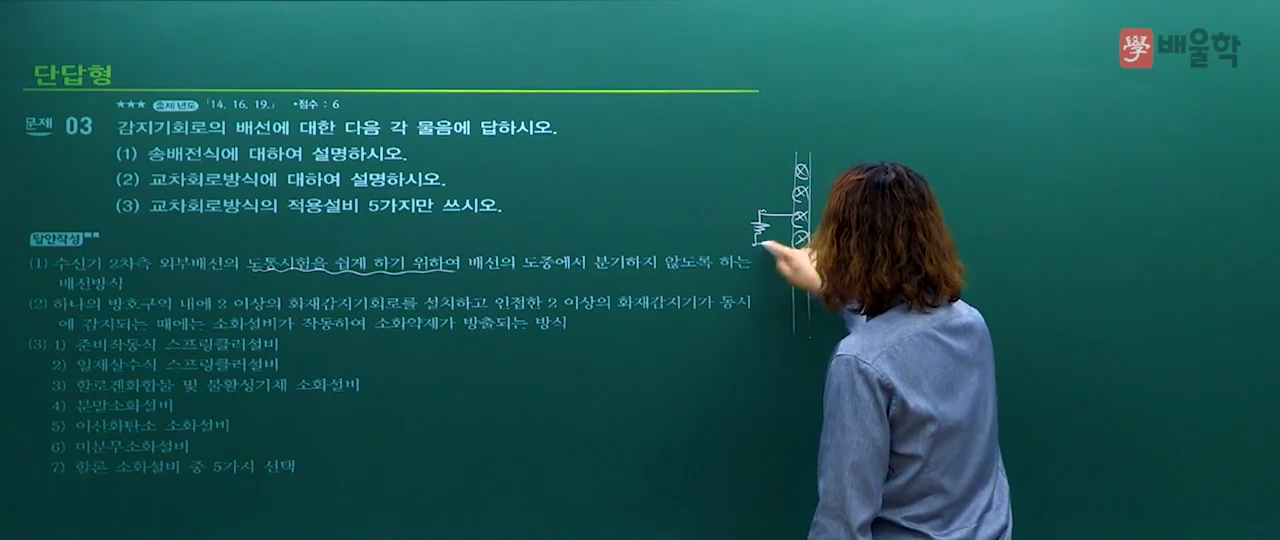 學 배울학
단답형
★★★ 출제년도 「14, 16, 19.」 •점수 : 6
문제 03 감지기회로의 배선에 대한 다음 각 물음에 답하시오.
(1) 송배전식에 대하여 설명하시오.
(2) 교차회로방식에 대하여 설명하시오.
(3) 교차회로방식의 적용설비 5가지만 쓰시오.
답안작성
(1) 수신기 2차측 외부배선의 도통시험을 쉽게 하기 위하여 배선의 도중에서 분기하지 않도록 하는
배선방식
(2) 하나의 방호구역 내에 2 이상의 화재감지기회로를 설치하고 인접한 2 이상의 화재감지기가 동시
에 감지되는 때에는 소화설비가 작동하여 소화약제가 방출되는 방식
(3) 1) 준비작동식 스프링클러설비
2) 일제살수식 스프링클러설비
3) 할로겐화합물 및 불활성기체 소화설비
4) 분말소화설비
5) 이산화탄소 소화설비
6) 미분무소화설비
7) 할론 소화설비 중 5가지 선택